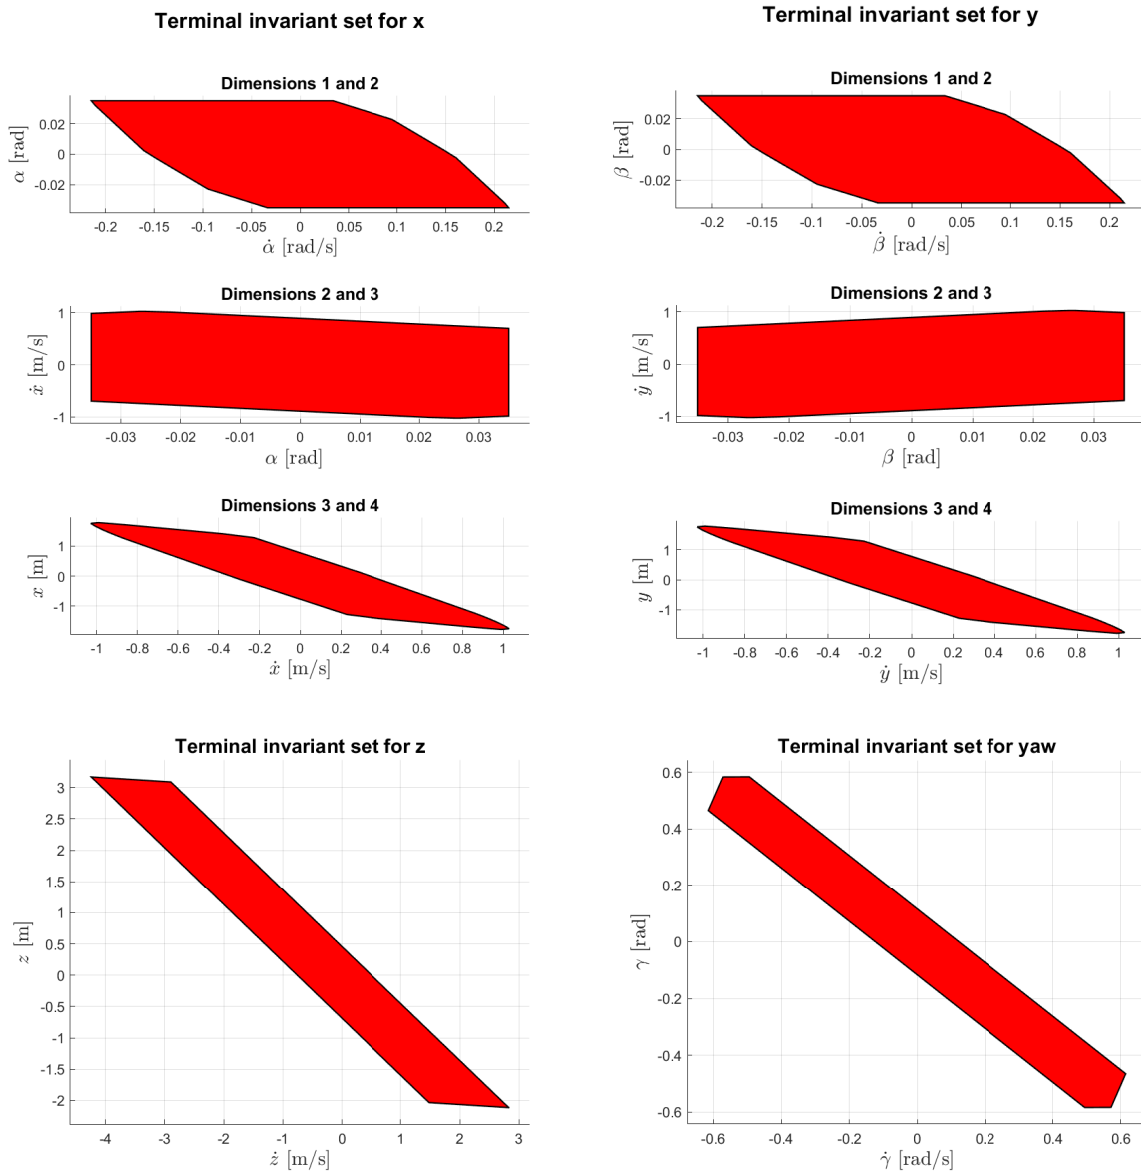 Terminal invariant set for x
Dimensions 1 and 2
0.02
0
-0.02
α [rad]
-0.2 -0.15 -0.1 -0.05 0 0.05 0.1 0.15 0.2
α̇ [rad/s]
Dimensions 2 and 3
1
0
-1
ẋ [m/s]
-0.03 -0.02 -0.01 0 0.01 0.02 0.03
α [rad]
Dimensions 3 and 4
1
0
-1
x [m]
-1 -0.8 -0.6 -0.4 -0.2 0 0.2 0.4 0.6 0.8 1
ẋ [m/s]
Terminal invariant set for y
Dimensions 1 and 2
0.02
0
-0.02
β [rad]
-0.2 -0.15 -0.1 -0.05 0 0.05 0.1 0.15 0.2
β̇ [rad/s]
Dimensions 2 and 3
1
0
-1
ẏ [m/s]
-0.03 -0.02 -0.01 0 0.01 0.02 0.03
β [rad]
Dimensions 3 and 4
1
0
-1
y [m]
-1 -0.8 -0.6 -0.4 -0.2 0 0.2 0.4 0.6 0.8 1
ẏ [m/s]
Terminal invariant set for z
3
2.5
2
1.5
1
0.5
0
-0.5
-1
-1.5
-2
z [m]
-4 -3 -2 -1 0 1 2 3
ż [m/s]
Terminal invariant set for yaw
0.6
0.4
0.2
0
-0.2
-0.4
-0.6
γ [rad]
-0.6 -0.4 -0.2 0 0.2 0.4 0.6
γ̇ [rad/s]